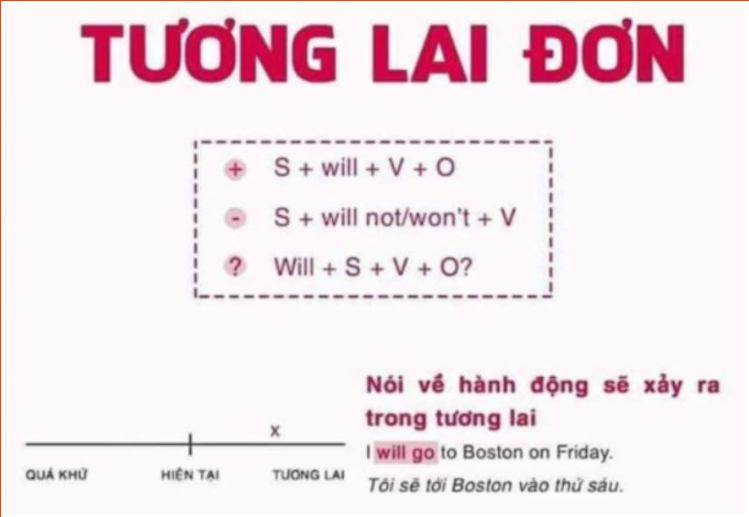 TƯƠNG LAI ĐƠN
+ S + will + V + O
- S + will not/won't + V
? Will + S + V + O?
Nói về hành động sẽ xảy ra
trong tương lai
I will go to Boston on Friday.
Tôi sẽ tới Boston vào thứ sáu.
x
QUÁ KHỨ HIỆN TẠI TƯƠNG LAI